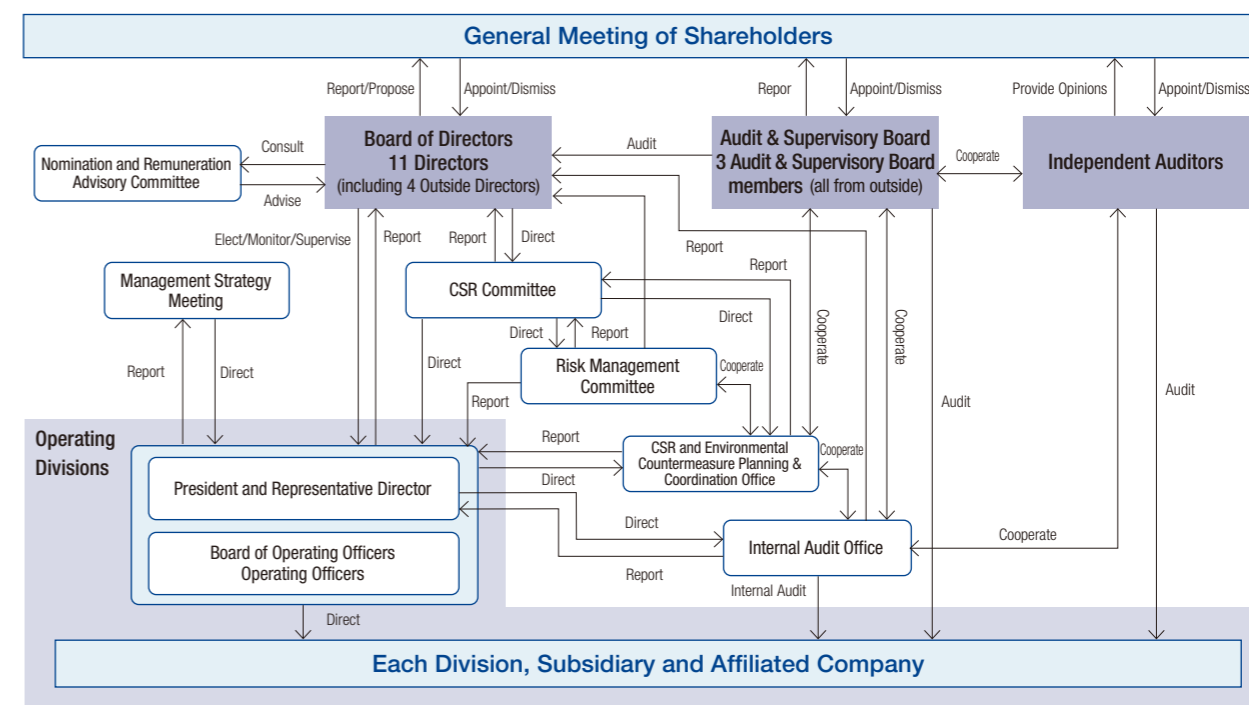 General Meeting of Shareholders
Report/Propose
Appoint/Dismiss
Repor
Appoint/Dismiss
Provide Opinions
Appoint/Dismiss
Board of Directors
11 Directors
(including 4 Outside Directors)
Audit & Supervisory Board
3 Audit & Supervisory Board
members (all from outside)
Independent Auditors
Nomination and Remuneration
Advisory Committee
Consult
Advise
Audit
Cooperate
Elect/Monitor/Supervise
Report
Report
Direct
Report
Report
Management Strategy
Meeting
CSR Committee
Direct
Report
Direct
Cooperate
Cooperate
Report
Direct
Direct
Risk Management
Committee
Cooperate
Report
Audit
Audit
Operating
Divisions
Report
CSR and Environmental
Countermeasure Planning &
Coordination Office
Cooperate
President and Representative Director
Direct
Direct
Internal Audit Office
Cooperate
Board of Operating Officers
Operating Officers
Report
Internal Audit
Direct
Each Division, Subsidiary and Affiliated Company